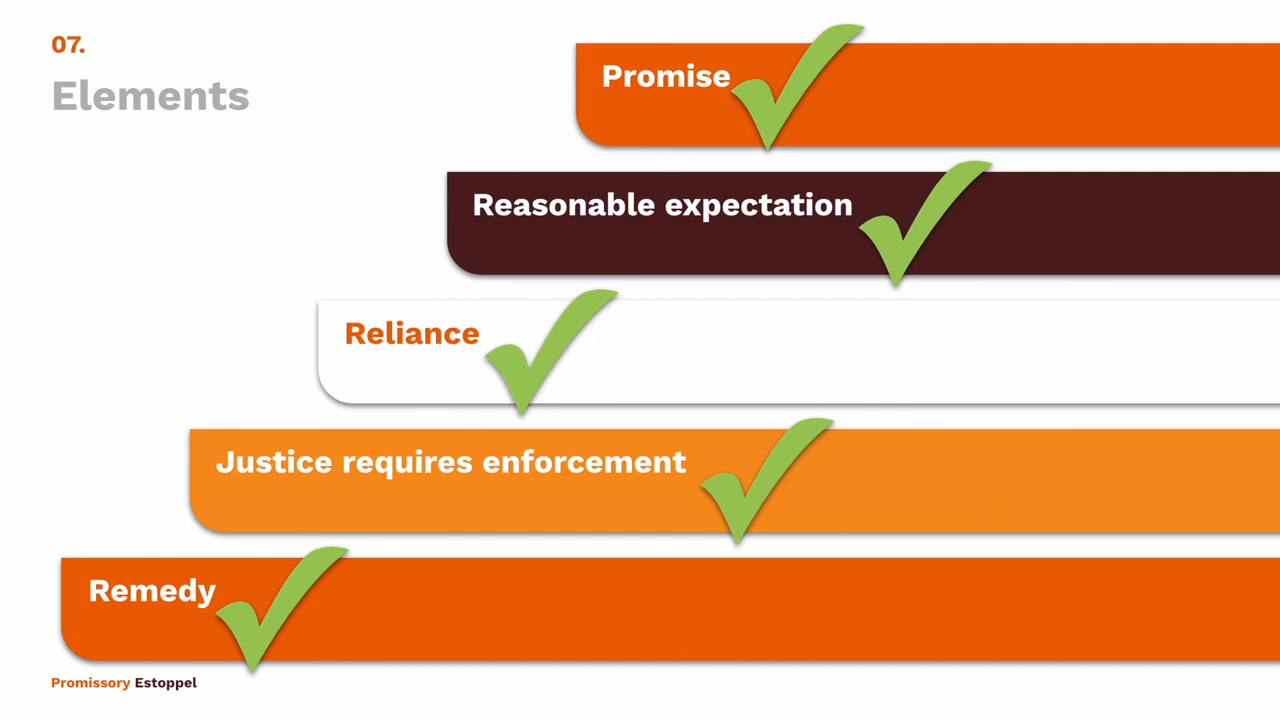 07.
Elements
Promise
Reasonable expectation
Reliance
Justice requires enforcement
Remedy
Promissory Estoppel